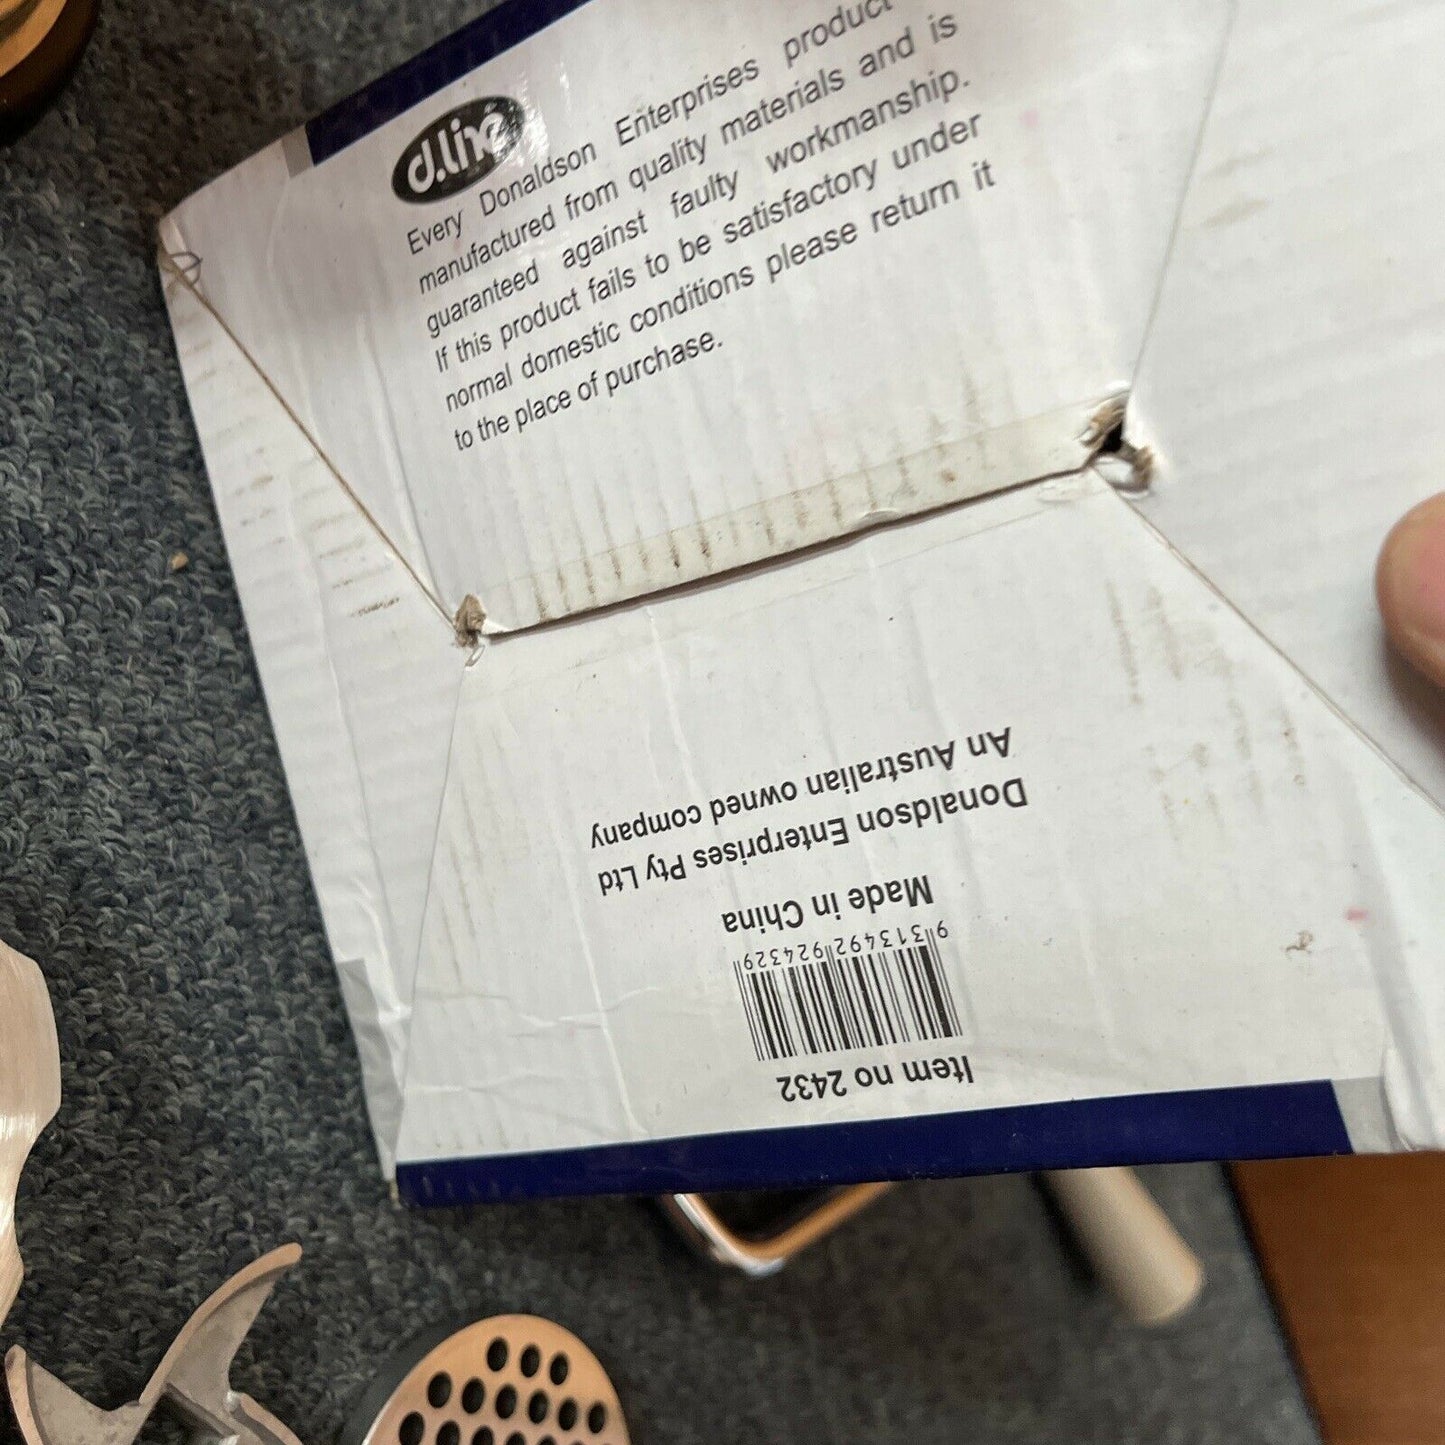 d.line
Every Donaldson Enterprises product
manufactured from quality materials and is
guaranteed against faulty workmanship.
If this product fails to be satisfactory under
normal domestic conditions please return it
to the place of purchase.
Item no 2432
9 313492 924329
Made in China
Donaldson Enterprises Pty Ltd
An Australian owned company